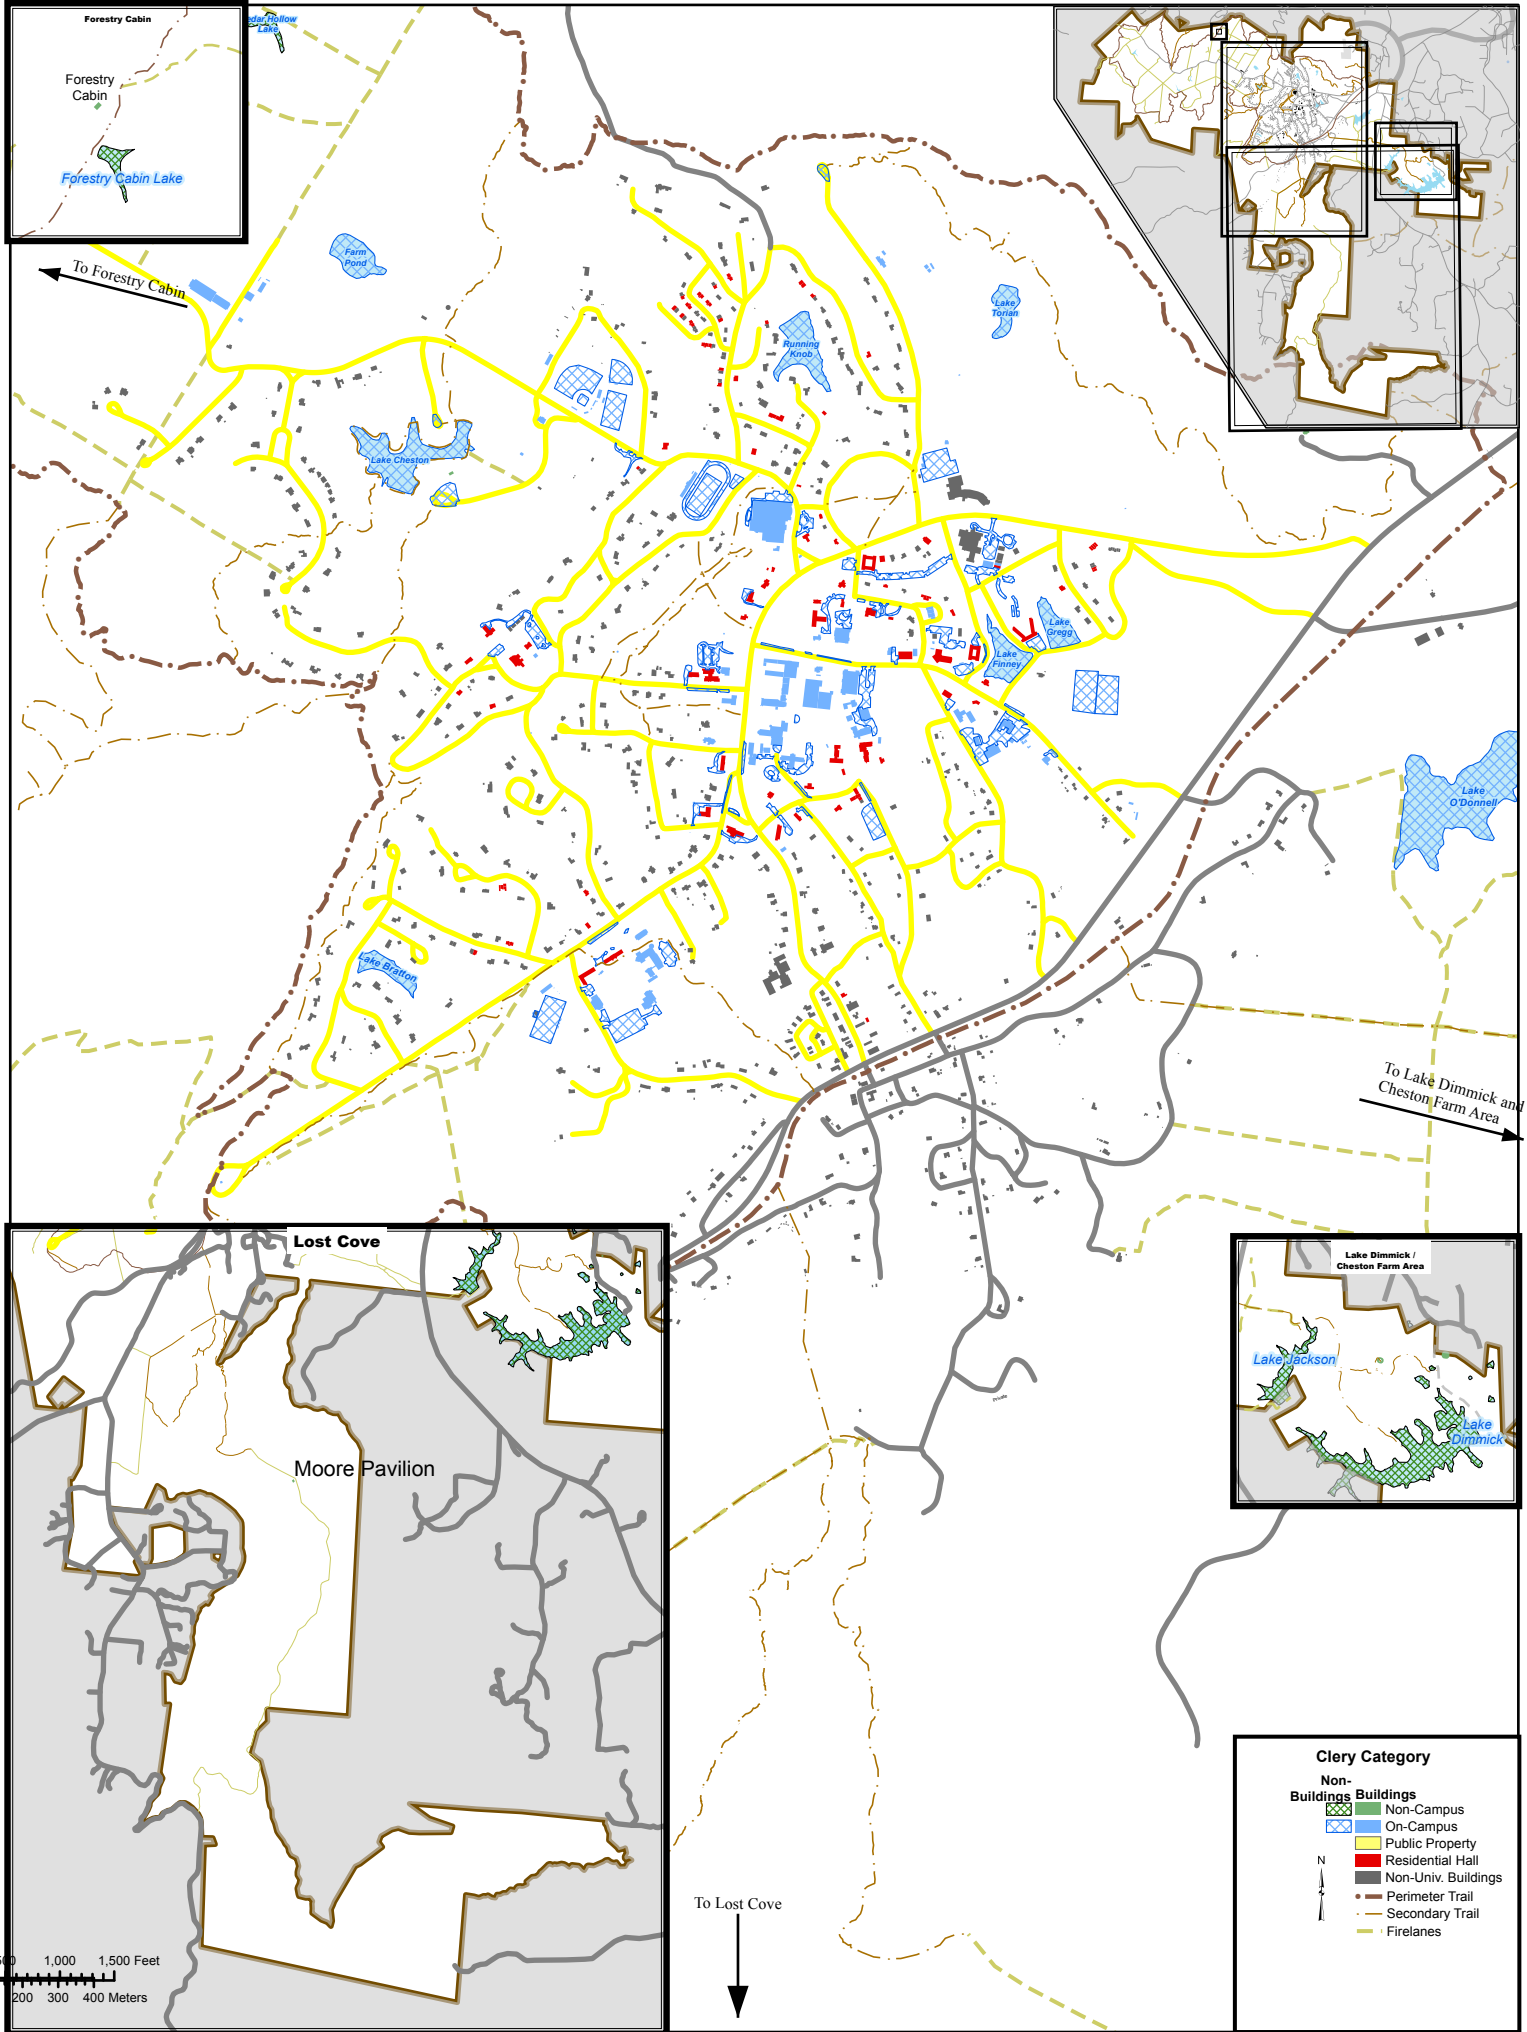 Forestry Cabin
Forestry
Cabin
Forestry Cabin Lake
edar Hollow
Lake
To Forestry Cabin
Farm
Pond
Lake
Torian
Running
Knob
Lake Cheston
Lake
Gregg
Lake
Finney
Lake
O'Donnell
Lake Bratton
To Lake Dimmick and
Cheston Farm Area
Lost Cove
Moore Pavilion
Private
Lake Dimmick /
Cheston Farm Area
Lake Jackson
Lake
Dimmick
To Lost Cove
Clery Category
Non-
Buildings Buildings
Non-Campus
On-Campus
Public Property
Residential Hall
Non-Univ. Buildings
Perimeter Trail
Secondary Trail
Firelanes
N
1,000 1,500 Feet
200 300 400 Meters